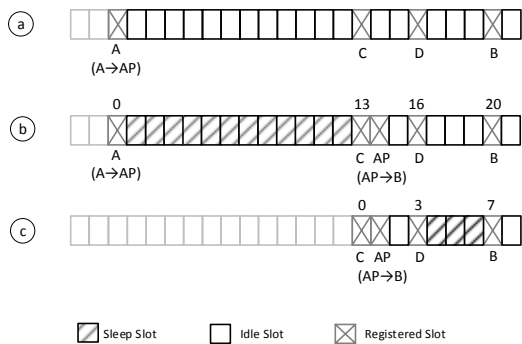 a
A C D B
(A→AP)
0 13 16 20
b
A C AP D B
(A→AP) (AP→B)
0 3 7
c
C AP D B
(AP→B)
Sleep Slot Idle Slot Registered Slot